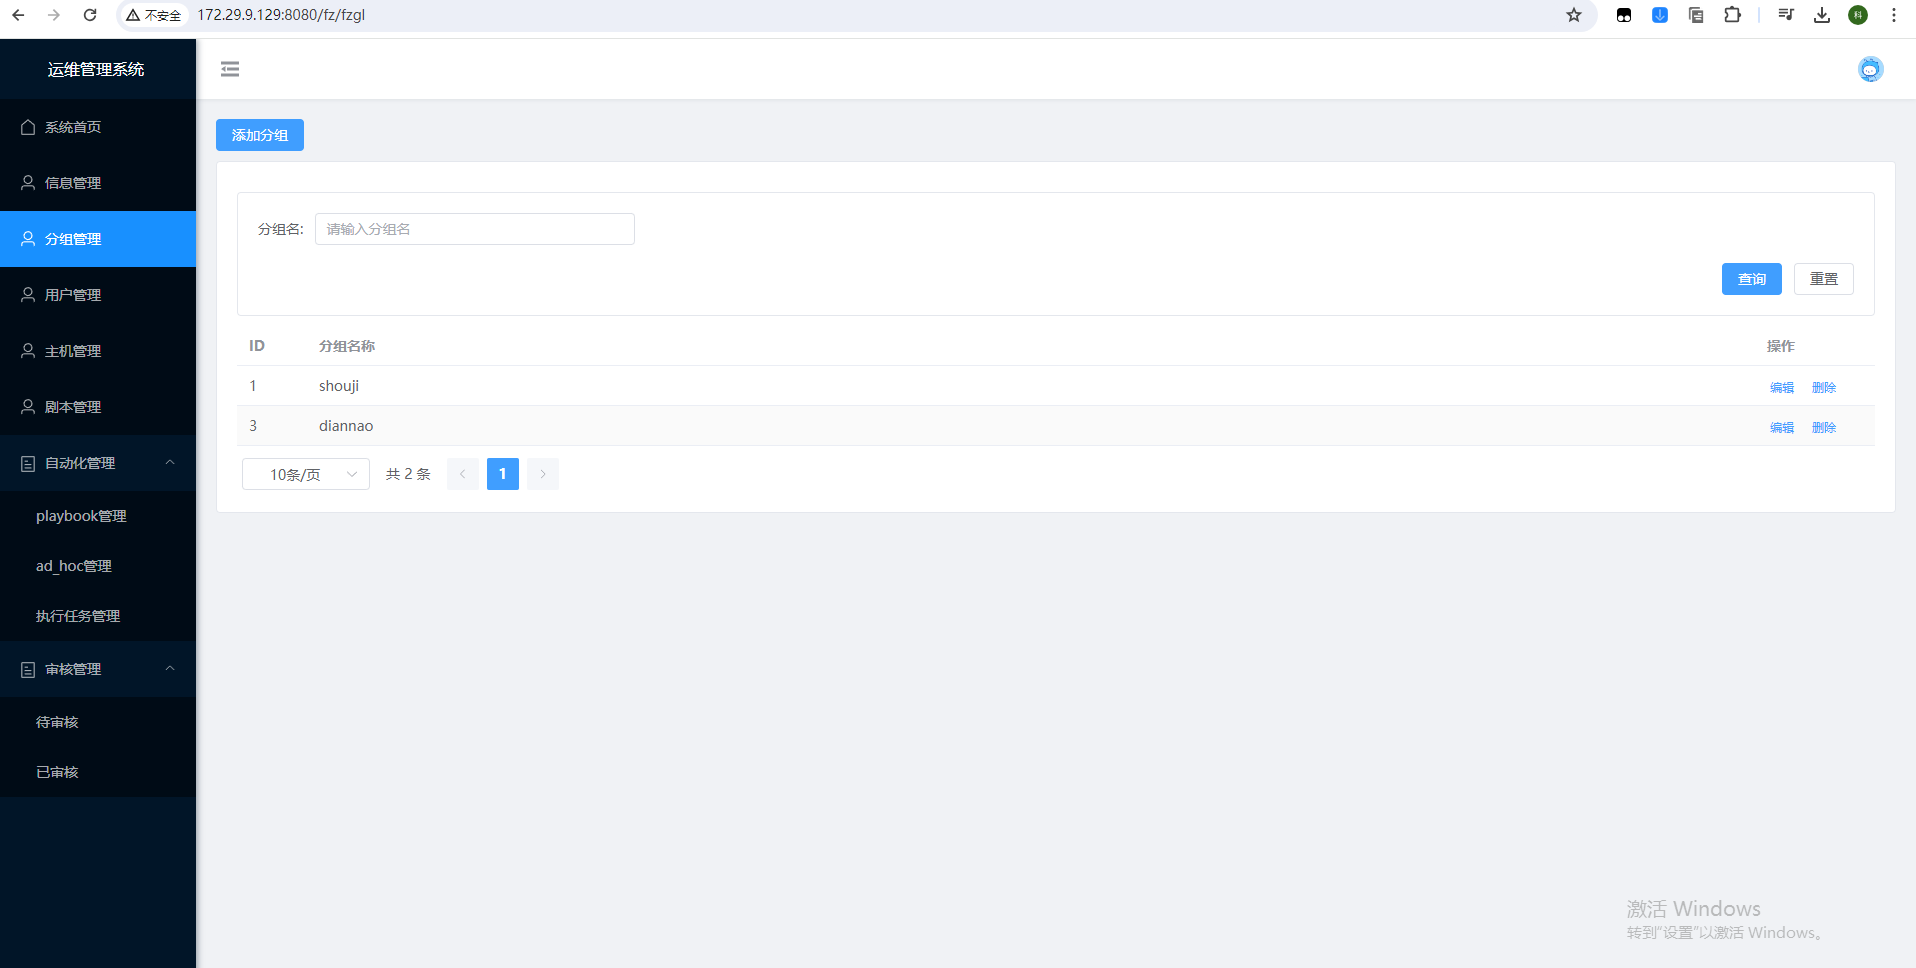 不安全 172.29.9.129:8080/fz/fzgl
科
运维管理系统
系统首页
信息管理
分组管理
用户管理
主机管理
剧本管理
自动化管理
playbook管理
ad_hoc管理
执行任务管理
审核管理
待审核
已审核
添加分组
分组名: 请输入分组名
查询 重置
ID 分组名称 操作
1 shouji 编辑 删除
3 diannao 编辑 删除
10条/页 共 2 条 1
激活 Windows
转到"设置"以激活 Windows。